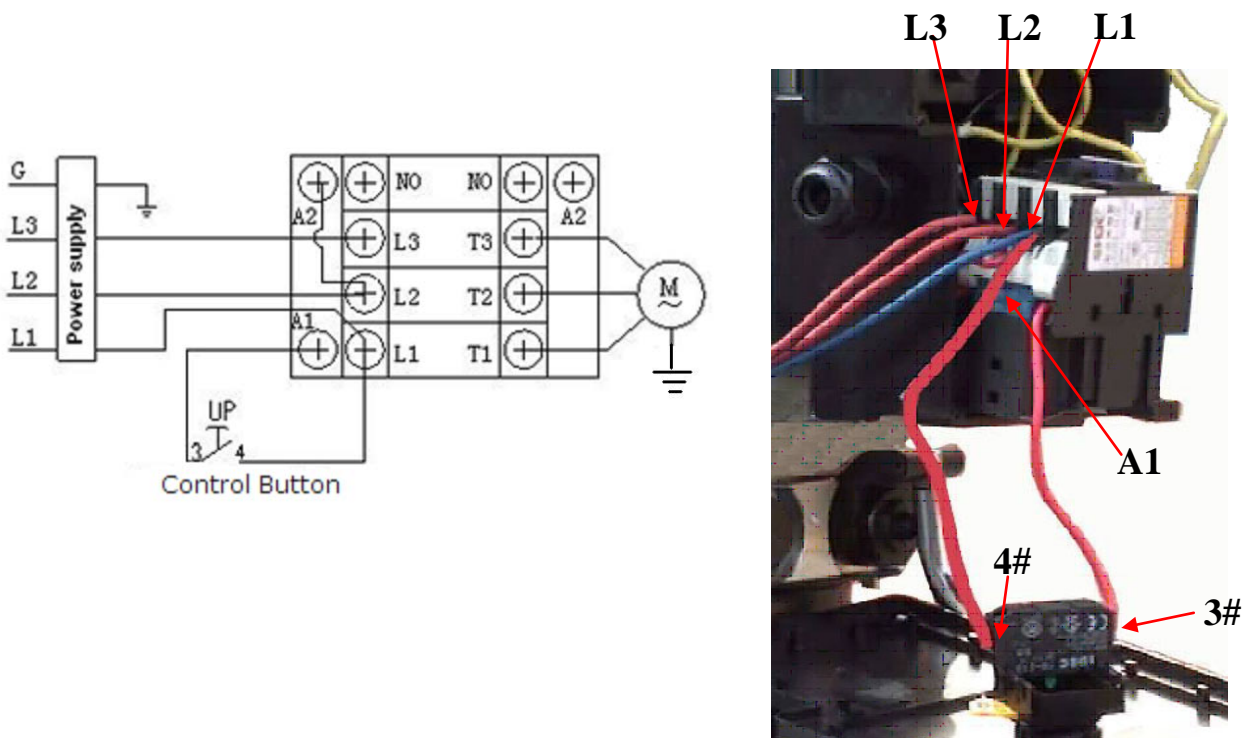 L3 L2 L1
G
L3
L2
L1
Power supply
A2
NO NO
A2
L3 T3
L2 T2
A1
L1 T1
M
~
UP
3 4
Control Button
A1
4#
3#